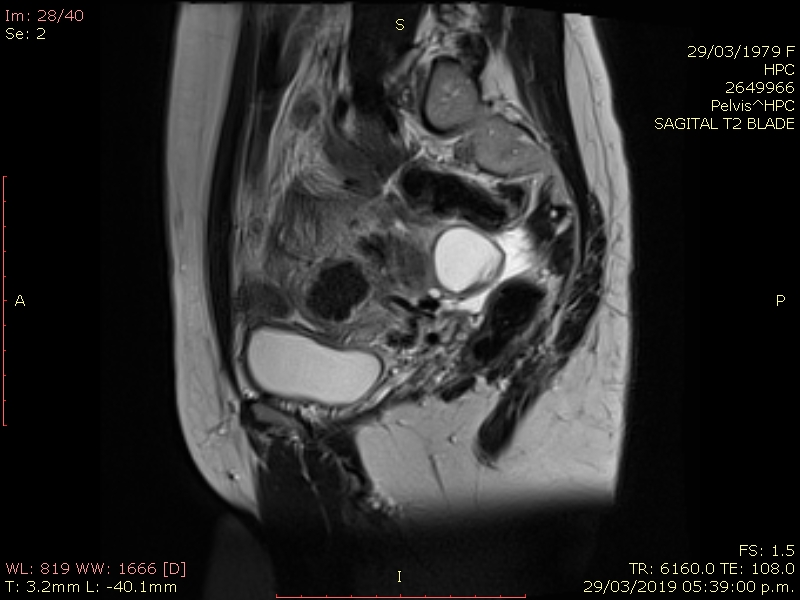 Im: 28/40
Se: 2
S
29/03/1979 F
HPC
2649966
Pelvis^HPC
SAGITAL T2 BLADE
A
P
WL: 819 WW: 1666 [D]
T: 3.2mm L: -40.1mm
I
FS: 1.5
TR: 6160.0 TE: 108.0
29/03/2019 05:39:00 p.m.